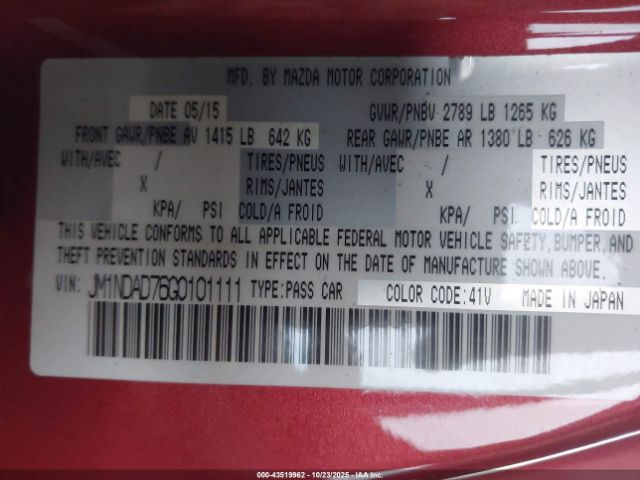 MFD. BY MAZDA MOTOR CORPORATION
DATE 05/15 GVWR/PNBV 2789 LB 1265 KG
FRONT GAWR/PNBE AV 1415 LB 642 KG REAR GAWR/PNBE AR 1380 LB 626 KG
WITH/AVEC / TIRES/PNEUS WITH/AVEC / TIRES/PNEUS
X RIMS/JANTES X RIMS/JANTES
KPA/ PSI COLD/A FROID KPA/ PSI COLD/A FROID
THIS VEHICLE CONFORMS TO ALL APPLICABLE FEDERAL MOTOR VEHICLE SAFETY, BUMPER, AND
THEFT PREVENTION STANDARDS IN EFFECT ON THE DATE OF MANUFACTURE SHOWN ABOVE.
VIN: JM1NDAD76G0101111 TYPE:PASS CAR COLOR CODE:41V MADE IN JAPAN
000-43519962 - 10/23/2025 - IAAI.COM